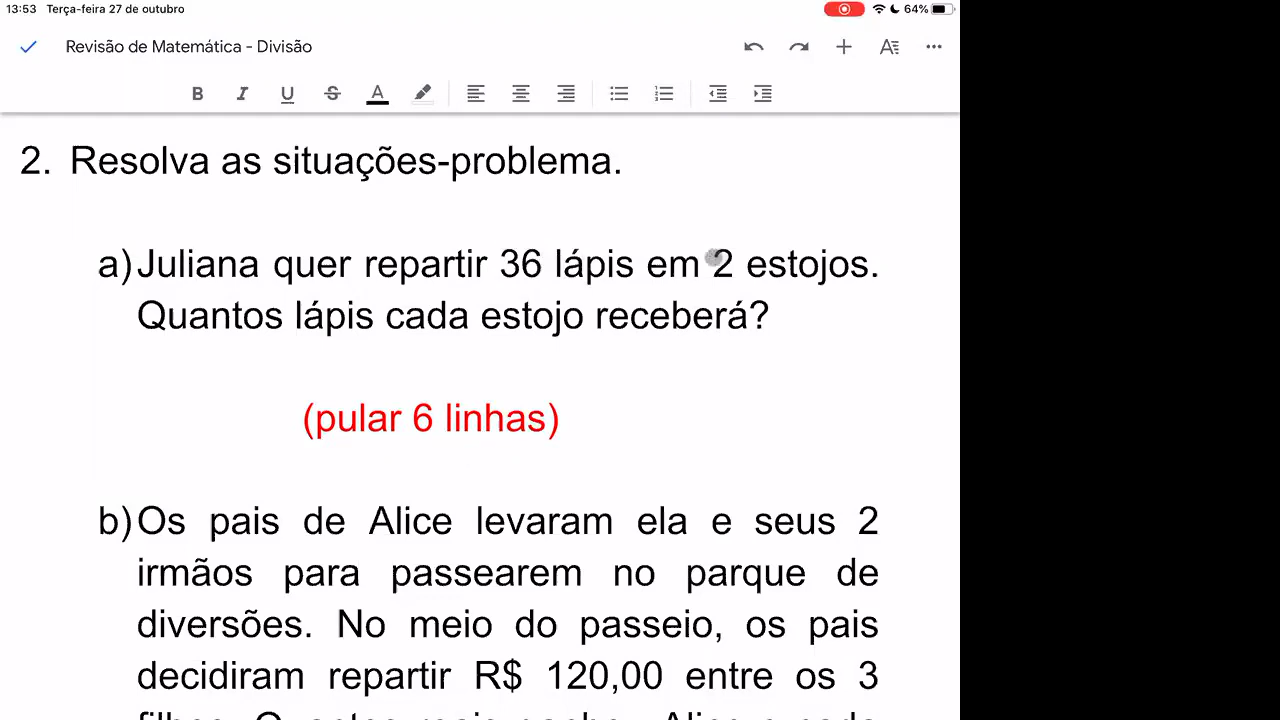 13:53 Terça-feira 27 de outubro 64%
Revisão de Matemática - Divisão
B I U S A
2. Resolva as situações-problema.
a) Juliana quer repartir 36 lápis em 2 estojos.
Quantos lápis cada estojo receberá?
(pular 6 linhas)
b) Os pais de Alice levaram ela e seus 2
irmãos para passearem no parque de
diversões. No meio do passeio, os pais
decidiram repartir R$ 120,00 entre os 3